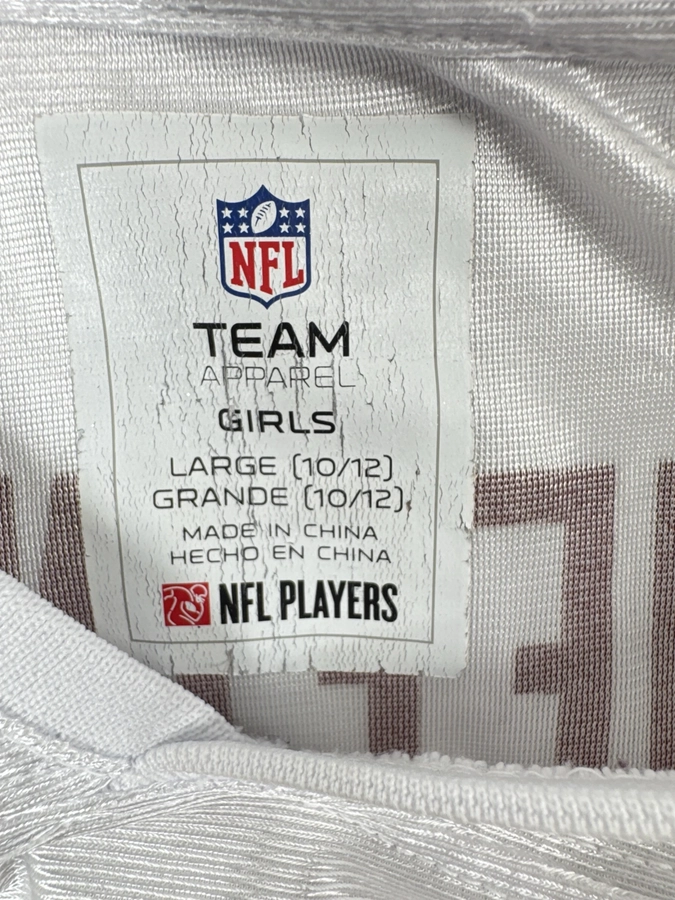 NFL
TEAM
APPAREL
GIRLS
LARGE (10/12)
GRANDE (10/12)
MADE IN CHINA
HECHO EN CHINA
NFL PLAYERS